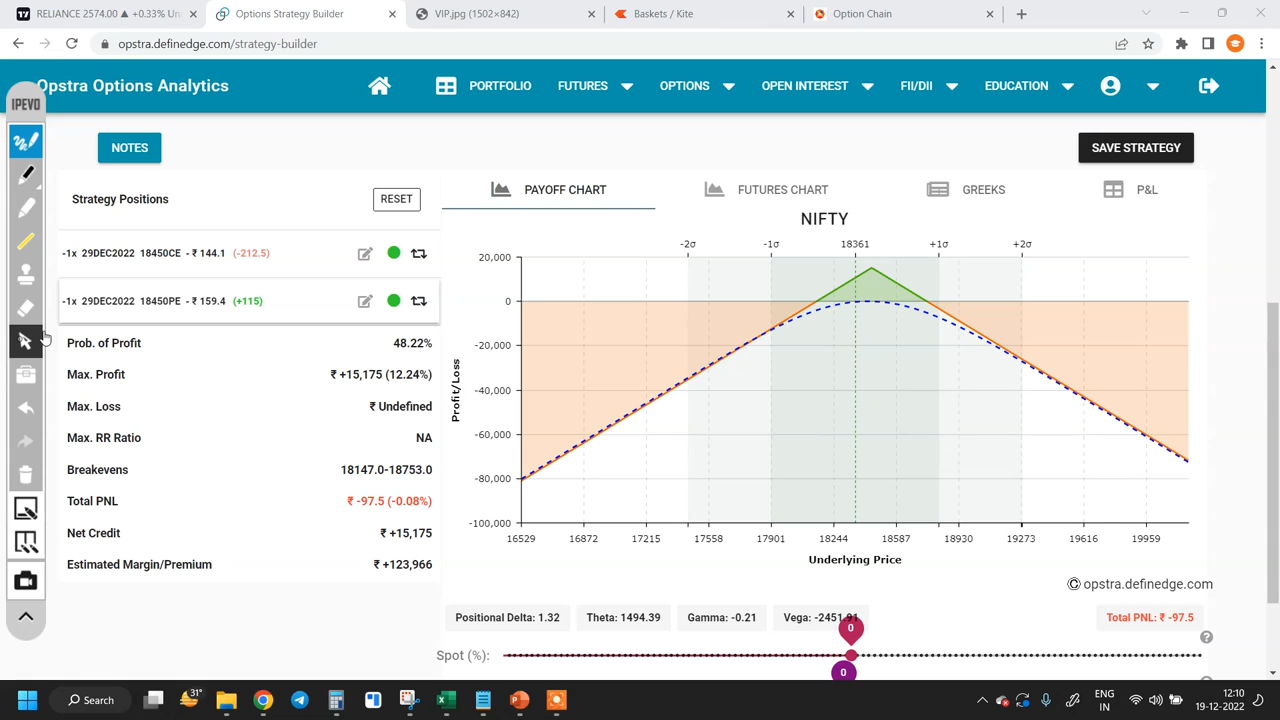 RELIANCE 2574.00 ▲ +0.33% Un
Options Strategy Builder
VIP.jpg (1502×842)
Baskets / Kite
Option Chain
opstra.definedge.com/strategy-builder
Opstra Options Analytics
PORTFOLIO
FUTURES
OPTIONS
OPEN INTEREST
FII/DII
EDUCATION
IPEVO
NOTES
SAVE STRATEGY
Strategy Positions
RESET
-1x 29DEC2022 18450CE - ₹ 144.1 (-212.5)
-1x 29DEC2022 18450PE - ₹ 159.4 (+115)
Prob. of Profit 48.22%
Max. Profit ₹ +15,175 (12.24%)
Max. Loss ₹ Undefined
Max. RR Ratio NA
Breakevens 18147.0-18753.0
Total PNL ₹ -97.5 (-0.08%)
Net Credit ₹ +15,175
Estimated Margin/Premium ₹ +123,966
PAYOFF CHART
FUTURES CHART
GREEKS
P&L
NIFTY
-2σ -1σ 18361 +1σ +2σ
20,000
0
-20,000
-40,000
-60,000
-80,000
-100,000
Profit/Loss
16529 16872 17215 17558 17901 18244 18587 18930 19273 19616 19959
Underlying Price
© opstra.definedge.com
Positional Delta: 1.32
Theta: 1494.39
Gamma: -0.21
Vega: -2451.91
Total PNL: ₹ -97.5
0
Spot (%):
0
31°
Search
ENG
IN
12:10
19-12-2022